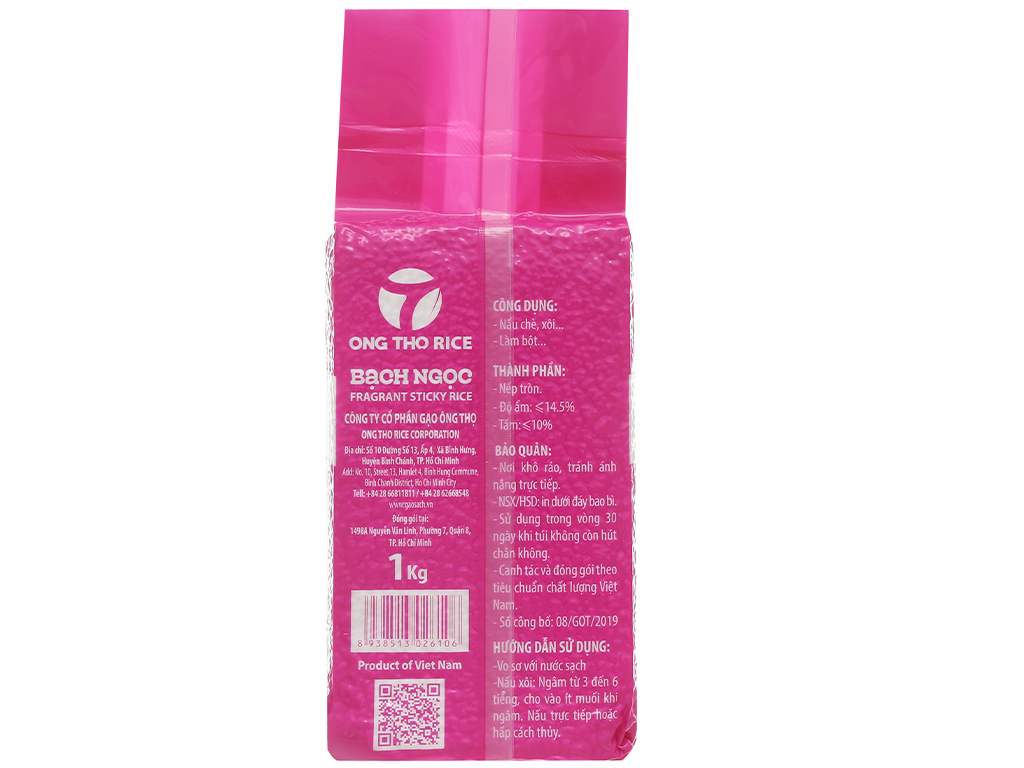 ONG THO RICE
BẠCH NGỌC
FRAGRANT STICKY RICE
CÔNG TY CỔ PHẦN GẠO ÔNG THỌ
ONG THO RICE CORPORATION
Địa chỉ: Số 10 Đường Số 13, Ấp 4, Xã Bình Hưng,
Huyện Bình Chánh, TP. Hồ Chí Minh
Add: No. 10, Street 13, Hamlet 4, Binh Hung Commune,
Binh Chanh District, Ho Chi Minh City
Tell: +84 28 66811811 / +84 28 62668548
www.gaosach.vn
Đóng gói tại:
1498A Nguyễn Văn Linh, Phường 7, Quận 8,
TP. Hồ Chí Minh
1 Kg
8 938513 026106
Product of Viet Nam
CÔNG DỤNG:
- Nấu chè, xôi...
- Làm bột...
THÀNH PHẦN:
- Nếp tròn.
- Độ ẩm: ⩽14.5%
- Tấm: ⩽10%
BẢO QUẢN:
- Nơi khô ráo, tránh ánh
nắng trực tiếp.
- NSX/HSD: in dưới đáy bao bì.
- Sử dụng trong vòng 30
ngày khi túi không còn hút
chân không.
- Canh tác và đóng gói theo
tiêu chuẩn chất lượng Việt
Nam.
- Số công bố: 08/GOT/2019
HƯỚNG DẪN SỬ DỤNG:
-Vo sơ với nước sạch
-Nấu xôi: Ngâm từ 3 đến 6
tiếng, cho vào ít muối khi
ngâm. Nấu trực tiếp hoặc
hấp cách thủy.